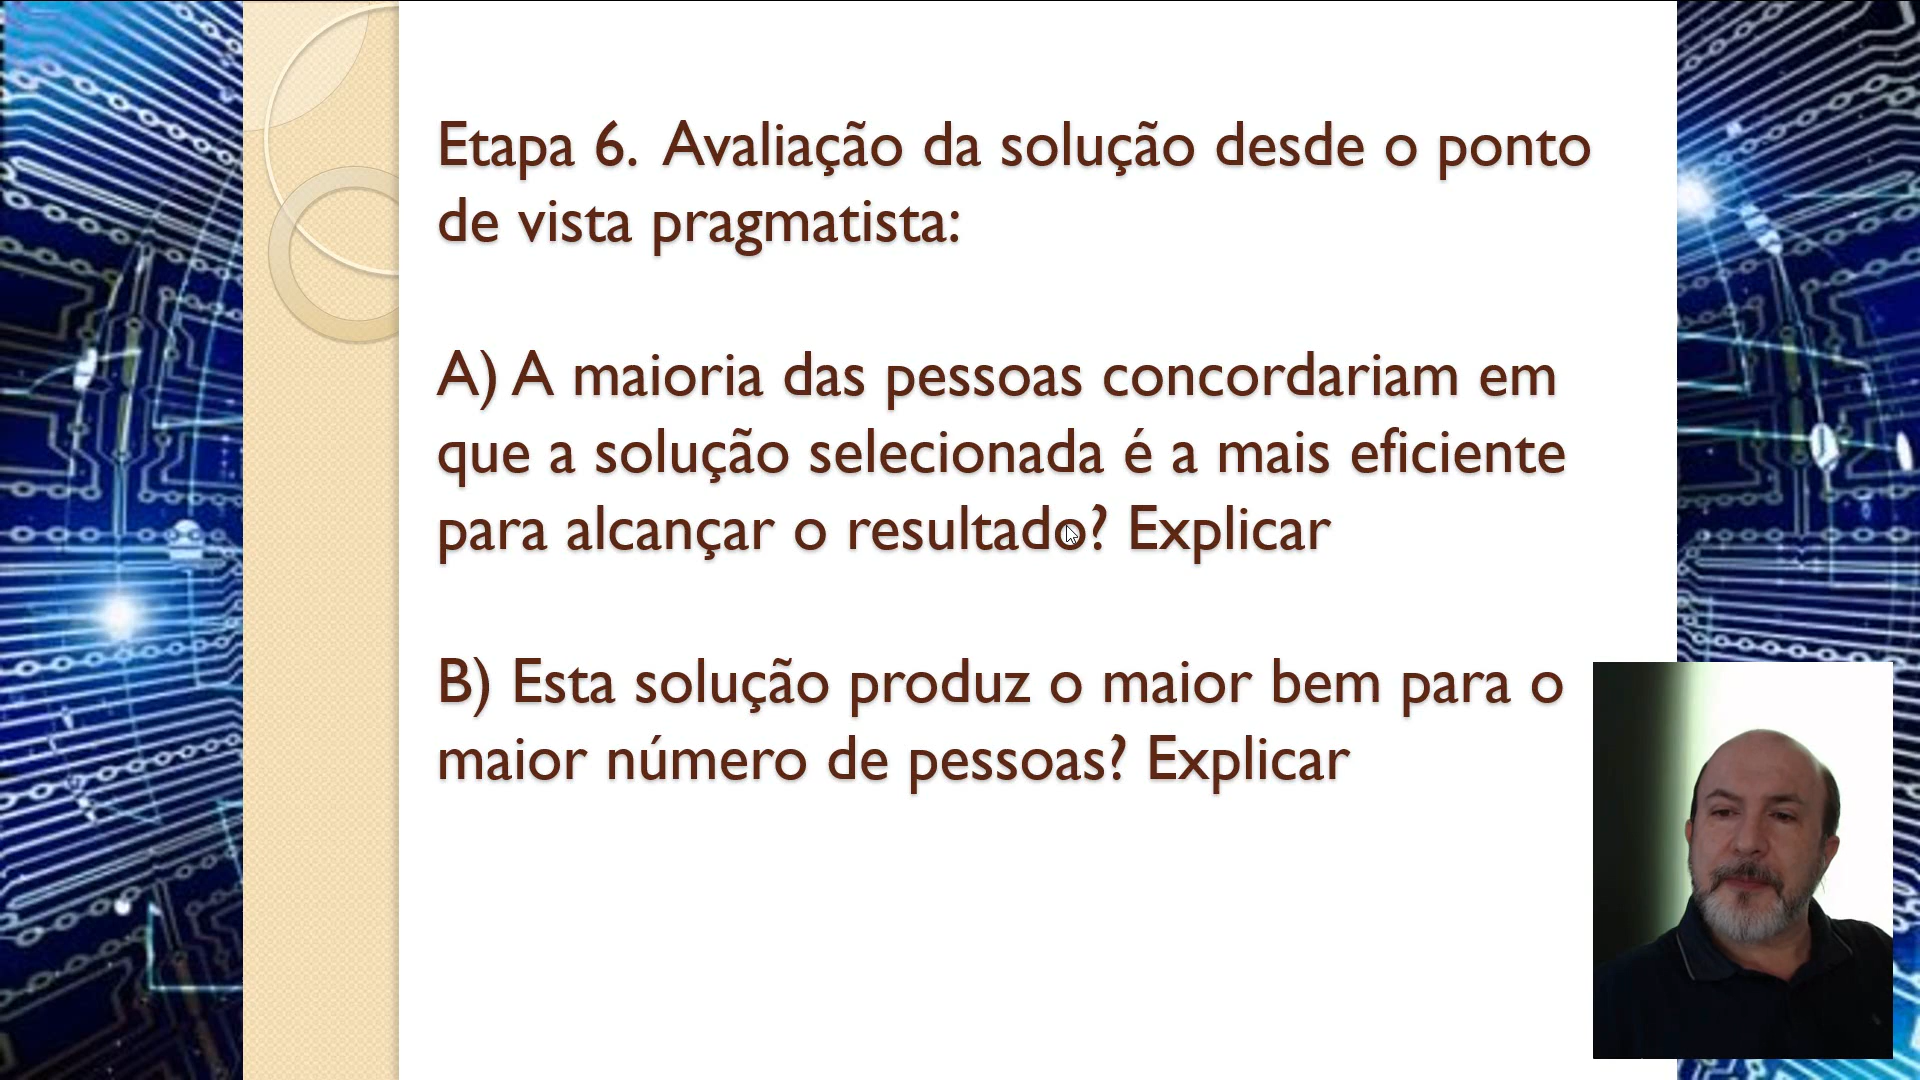 Etapa 6. Avaliação da solução desde o ponto
de vista pragmatista:
A) A maioria das pessoas concordariam em
que a solução selecionada é a mais eficiente
para alcançar o resultado? Explicar
B) Esta solução produz o maior bem para o
maior número de pessoas? Explicar